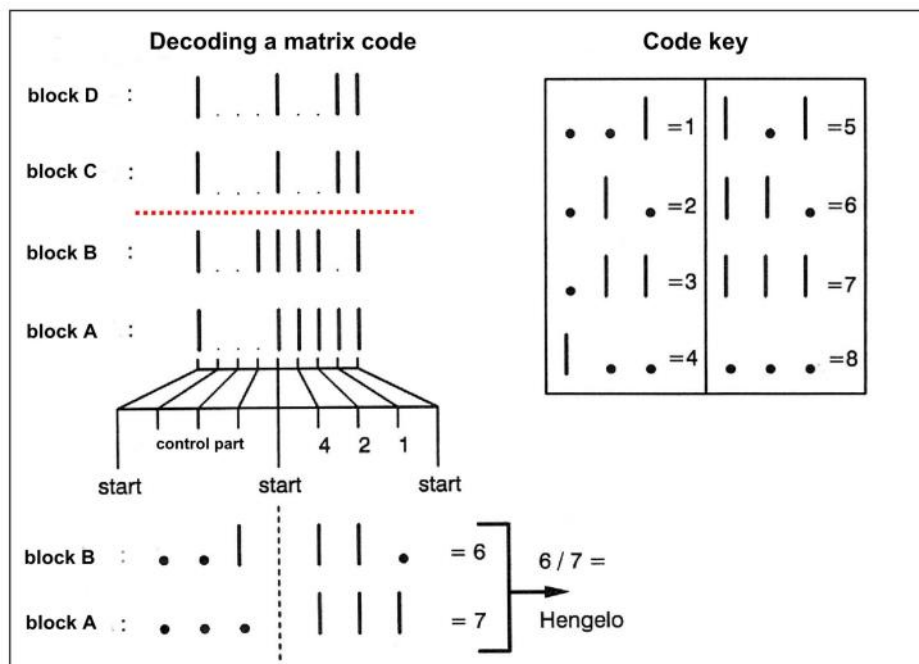 Decoding a matrix code
Code key
block D :
block C :
block B :
block A :
=1
=5
=2
=6
=3
=7
=4
=8
control part
4 2 1
start start start
block B : = 6
block A : = 7
6 / 7 =
Hengelo